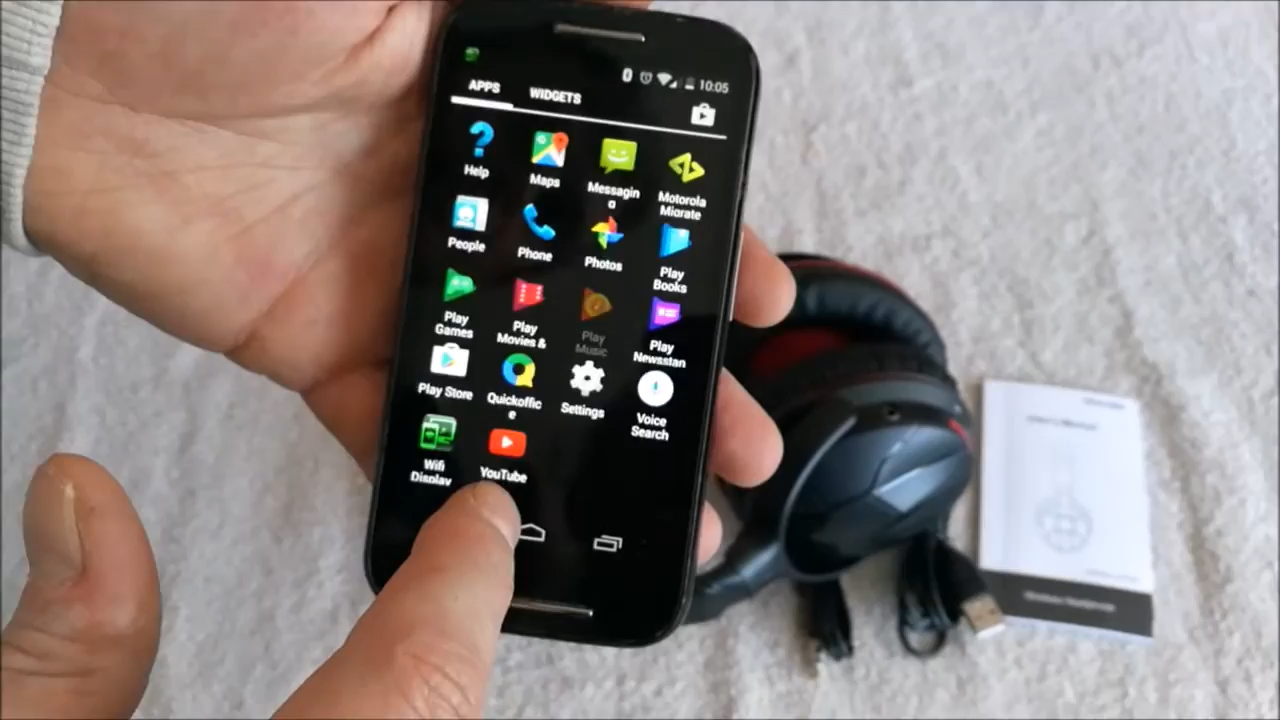 10:05
APPS WIDGETS
Help Maps Messagin
g
Motorola
Migrate
People Phone Photos Play
Books
Play
Games
Play
Movies &
Play
Music
Play
Newsstan
Play Store Quickoffic
e
Settings Voice
Search
Wifi
Display
YouTube